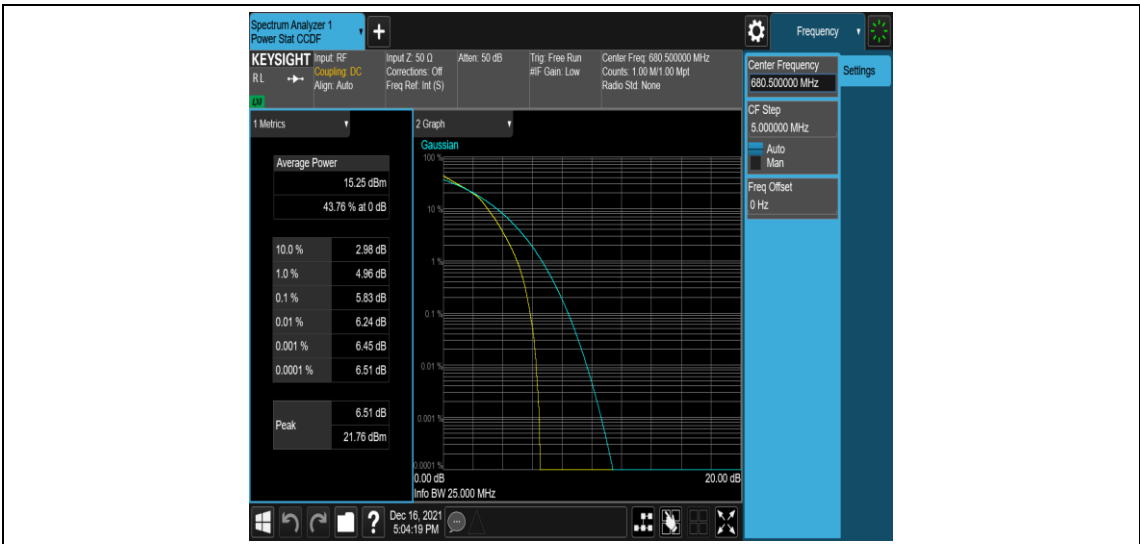 Spectrum Analyzer 1
Power Stat CCDF
+
Frequency
KEYSIGHT
RL
LXI
Input: RF
Coupling: DC
Align: Auto
Input Z: 50 Ω
Corrections: Off
Freq Ref: Int (S)
Atten: 50 dB
Trig: Free Run
#IF Gain: Low
Center Freq: 680.500000 MHz
Counts: 1.00 M/1.00 Mpt
Radio Std: None
Center Frequency
680.500000 MHz
Settings
CF Step
5.000000 MHz
Auto
Man
Freq Offset
0 Hz
1 Metrics
Average Power
15.25 dBm
43.76 % at 0 dB
10.0 % 2.98 dB
1.0 % 4.96 dB
0.1 % 5.83 dB
0.01 % 6.24 dB
0.001 % 6.45 dB
0.0001 % 6.51 dB
Peak
6.51 dB
21.76 dBm
2 Graph
Gaussian
100 %
10 %
1 %
0.1 %
0.01 %
0.001 %
0.0001 %
0.00 dB 20.00 dB
Info BW 25.000 MHz
?
Dec 16, 2021
5:04:19 PM